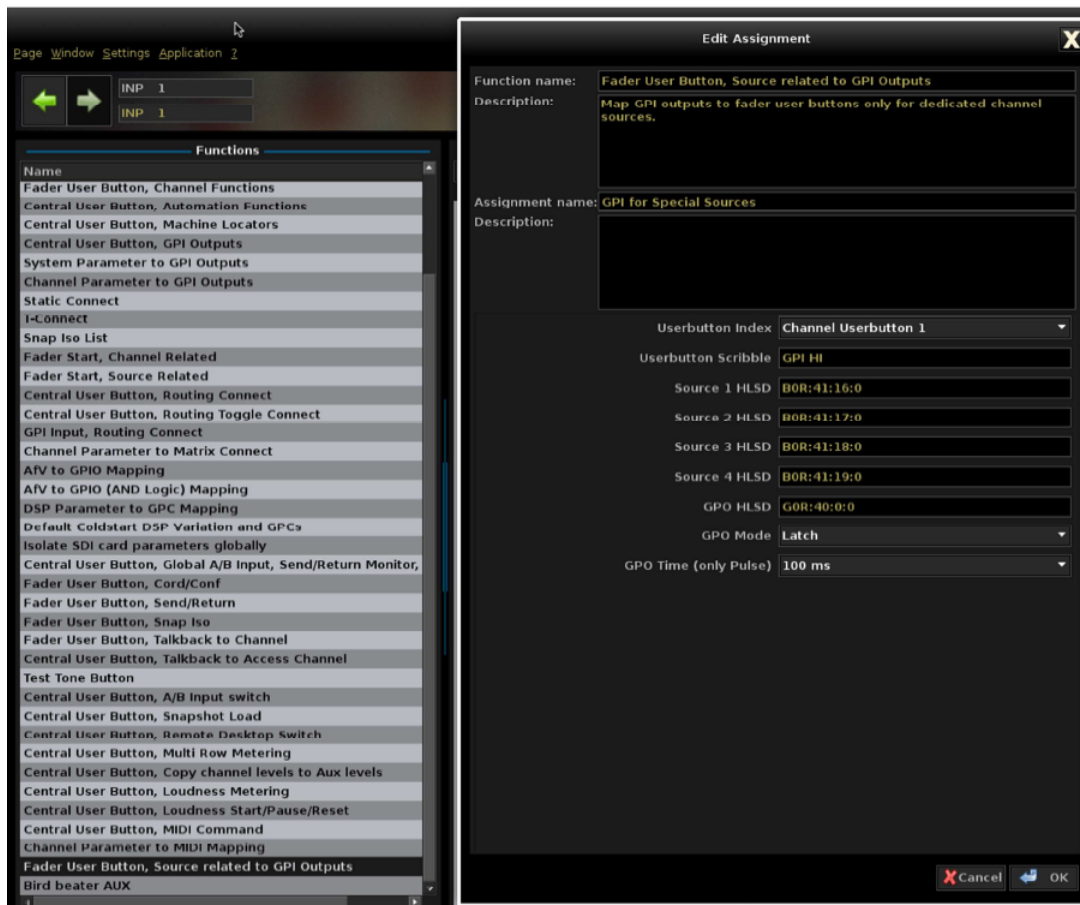 Page Window Settings Application ?
INP 1
INP 1
Functions
Name
Fader User Button, Channel Functions
Central User Button, Automation Functions
Central User Button, Machine Locators
Central User Button, GPI Outputs
System Parameter to GPI Outputs
Channel Parameter to GPI Outputs
Static Connect
I-Connect
Snap Iso List
Fader Start, Channel Related
Fader Start, Source Related
Central User Button, Routing Connect
Central User Button, Routing Toggle Connect
GPI Input, Routing Connect
Channel Parameter to Matrix Connect
AfV to GPIO Mapping
AfV to GPIO (AND Logic) Mapping
DSP Parameter to GPC Mapping
Default Coldstart DSP Variation and GPCs
Isolate SDI card parameters globally
Central User Button, Global A/B Input, Send/Return Monitor,
Fader User Button, Cord/Conf
Fader User Button, Send/Return
Fader User Button, Snap Iso
Fader User Button, Talkback to Channel
Central User Button, Talkback to Access Channel
Test Tone Button
Central User Button, A/B Input switch
Central User Button, Snapshot Load
Central User Button, Remote Desktop Switch
Central User Button, Multi Row Metering
Central User Button, Copy channel levels to Aux levels
Central User Button, Loudness Metering
Central User Button, Loudness Start/Pause/Reset
Central User Button, MIDI Command
Channel Parameter to MIDI Mapping
Fader User Button, Source related to GPI Outputs
Bird beater AUX
Edit Assignment
X
Function name: Fader User Button, Source related to GPI Outputs
Description: Map GPI outputs to fader user buttons only for dedicated channel
sources.
Assignment name: GPI for Special Sources
Description:
Userbutton Index Channel Userbutton 1
Userbutton Scribble GPI HI
Source 1 HLSD B0R:41:16:0
Source 2 HLSD B0R:41:17:0
Source 3 HLSD B0R:41:18:0
Source 4 HLSD B0R:41:19:0
GPO HLSD G0R:40:0:0
GPO Mode Latch
GPO Time (only Pulse) 100 ms
Cancel OK